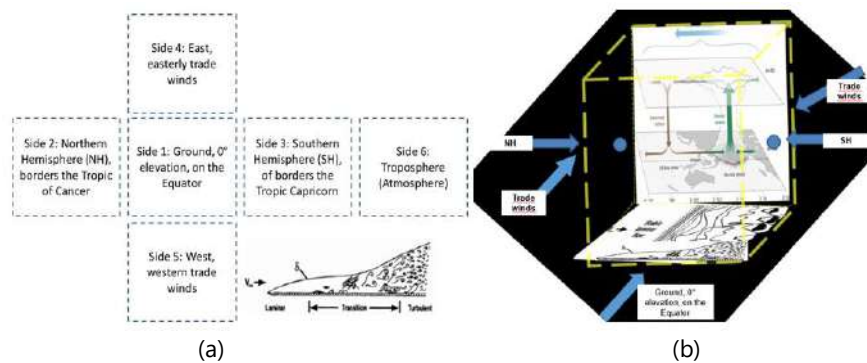 Side 4: East,
easterly trade
winds
Side 2: Northern
Hemisphere (NH),
borders the Tropic
of Cancer
Side 1: Ground, 0°
elevation, on the
Equator
Side 3: Southern
Hemisphere (SH),
of borders the
Tropic Capricorn
Side 6:
Troposphere
(Atmosphere)
Side 5: West,
western trade
winds
Laminar
Transition
Turbulent
(a)
Trade
winds
NH
SH
Trade
winds
Ground, 0°
elevation, on the
Equator
(b)